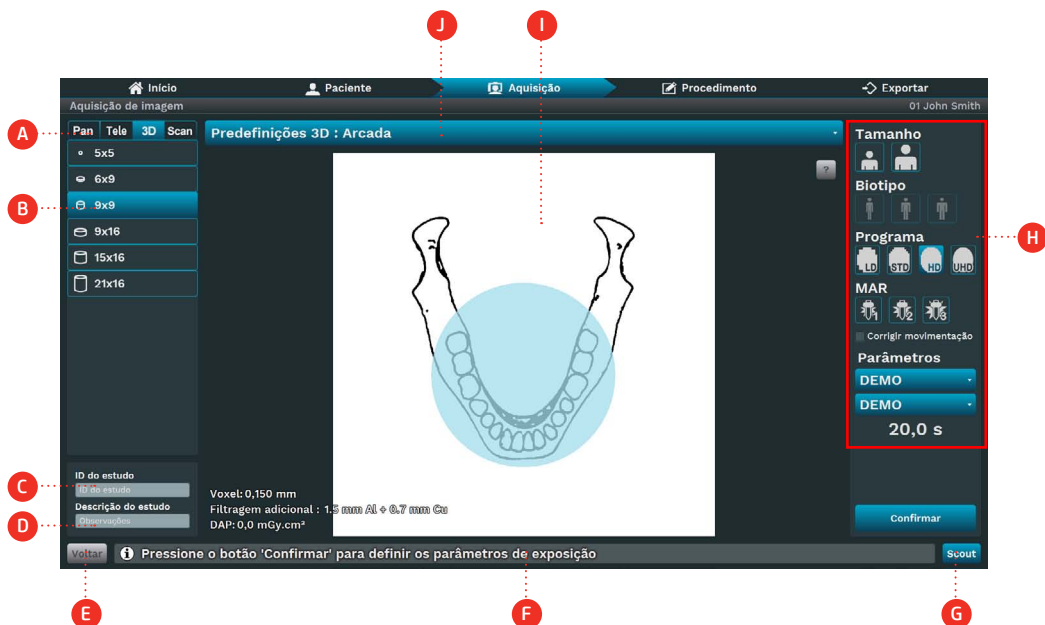 J
I
Início
Paciente
Aquisição
Procedimento
Exportar
Aquisição de imagem
01 John Smith
A
Pan
Tele
3D
Scan
Predefinições 3D : Arcada
5x5
6x9
B
9x9
9x16
15x16
21x16
?
Tamanho
Biotipo
H
Programa
LD
STD
HD
UHD
MAR
1
2
3
Corrigir movimentação
Parâmetros
DEMO
DEMO
20,0 s
C
ID do estudo
ID do estudo
D
Descrição do estudo
Observações
Voxel: 0,150 mm
Filtragem adicional : 1.5 mm Al + 0.7 mm Cu
DAP: 0,0 mGy.cm²
Confirmar
Voltar
Pressione o botão 'Confirmar' para definir os parâmetros de exposição
Scout
E
F
G